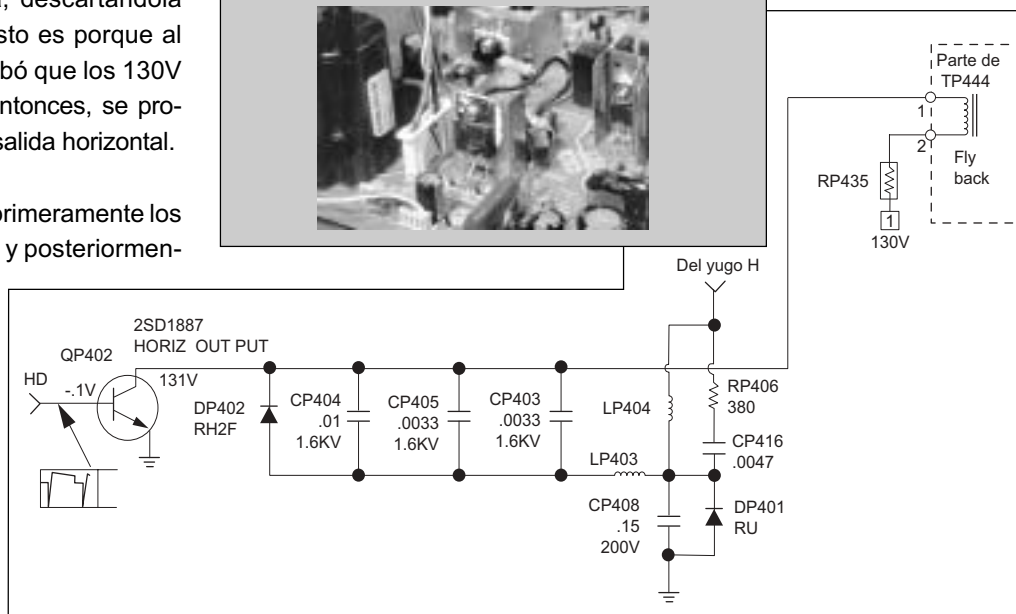 descartándola
sto es porque al
bó que los 130V
entonces, se pro-
salida horizontal.
primeramente los
y posteriormen-
Parte de
TP444
1
2
Fly
back
RP435
1
130V
Del yugo H
2SD1887
HORIZ OUT PUT
QP402
HD
-.1V
131V
DP402
RH2F
CP404
.01
1.6KV
CP405
.0033
1.6KV
CP403
.0033
1.6KV
LP404
RP406
380
CP416
.0047
LP403
CP408
.15
200V
DP401
RU